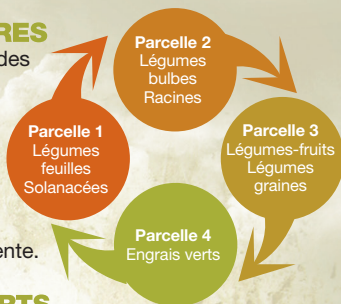 RES
des
Parcelle 2
Légumes
bulbes
Racines
Parcelle 1
Légumes
feuilles
Solanacées
Parcelle 3
Légumes-fruits
Légumes
graines
Parcelle 4
Engrais verts
ente.
RTS